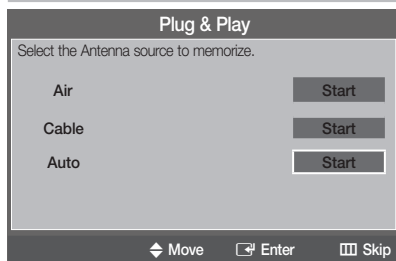 Plug & Play
Select the Antenna source to memorize.
Air Start
Cable Start
Auto Start
Move Enter Skip